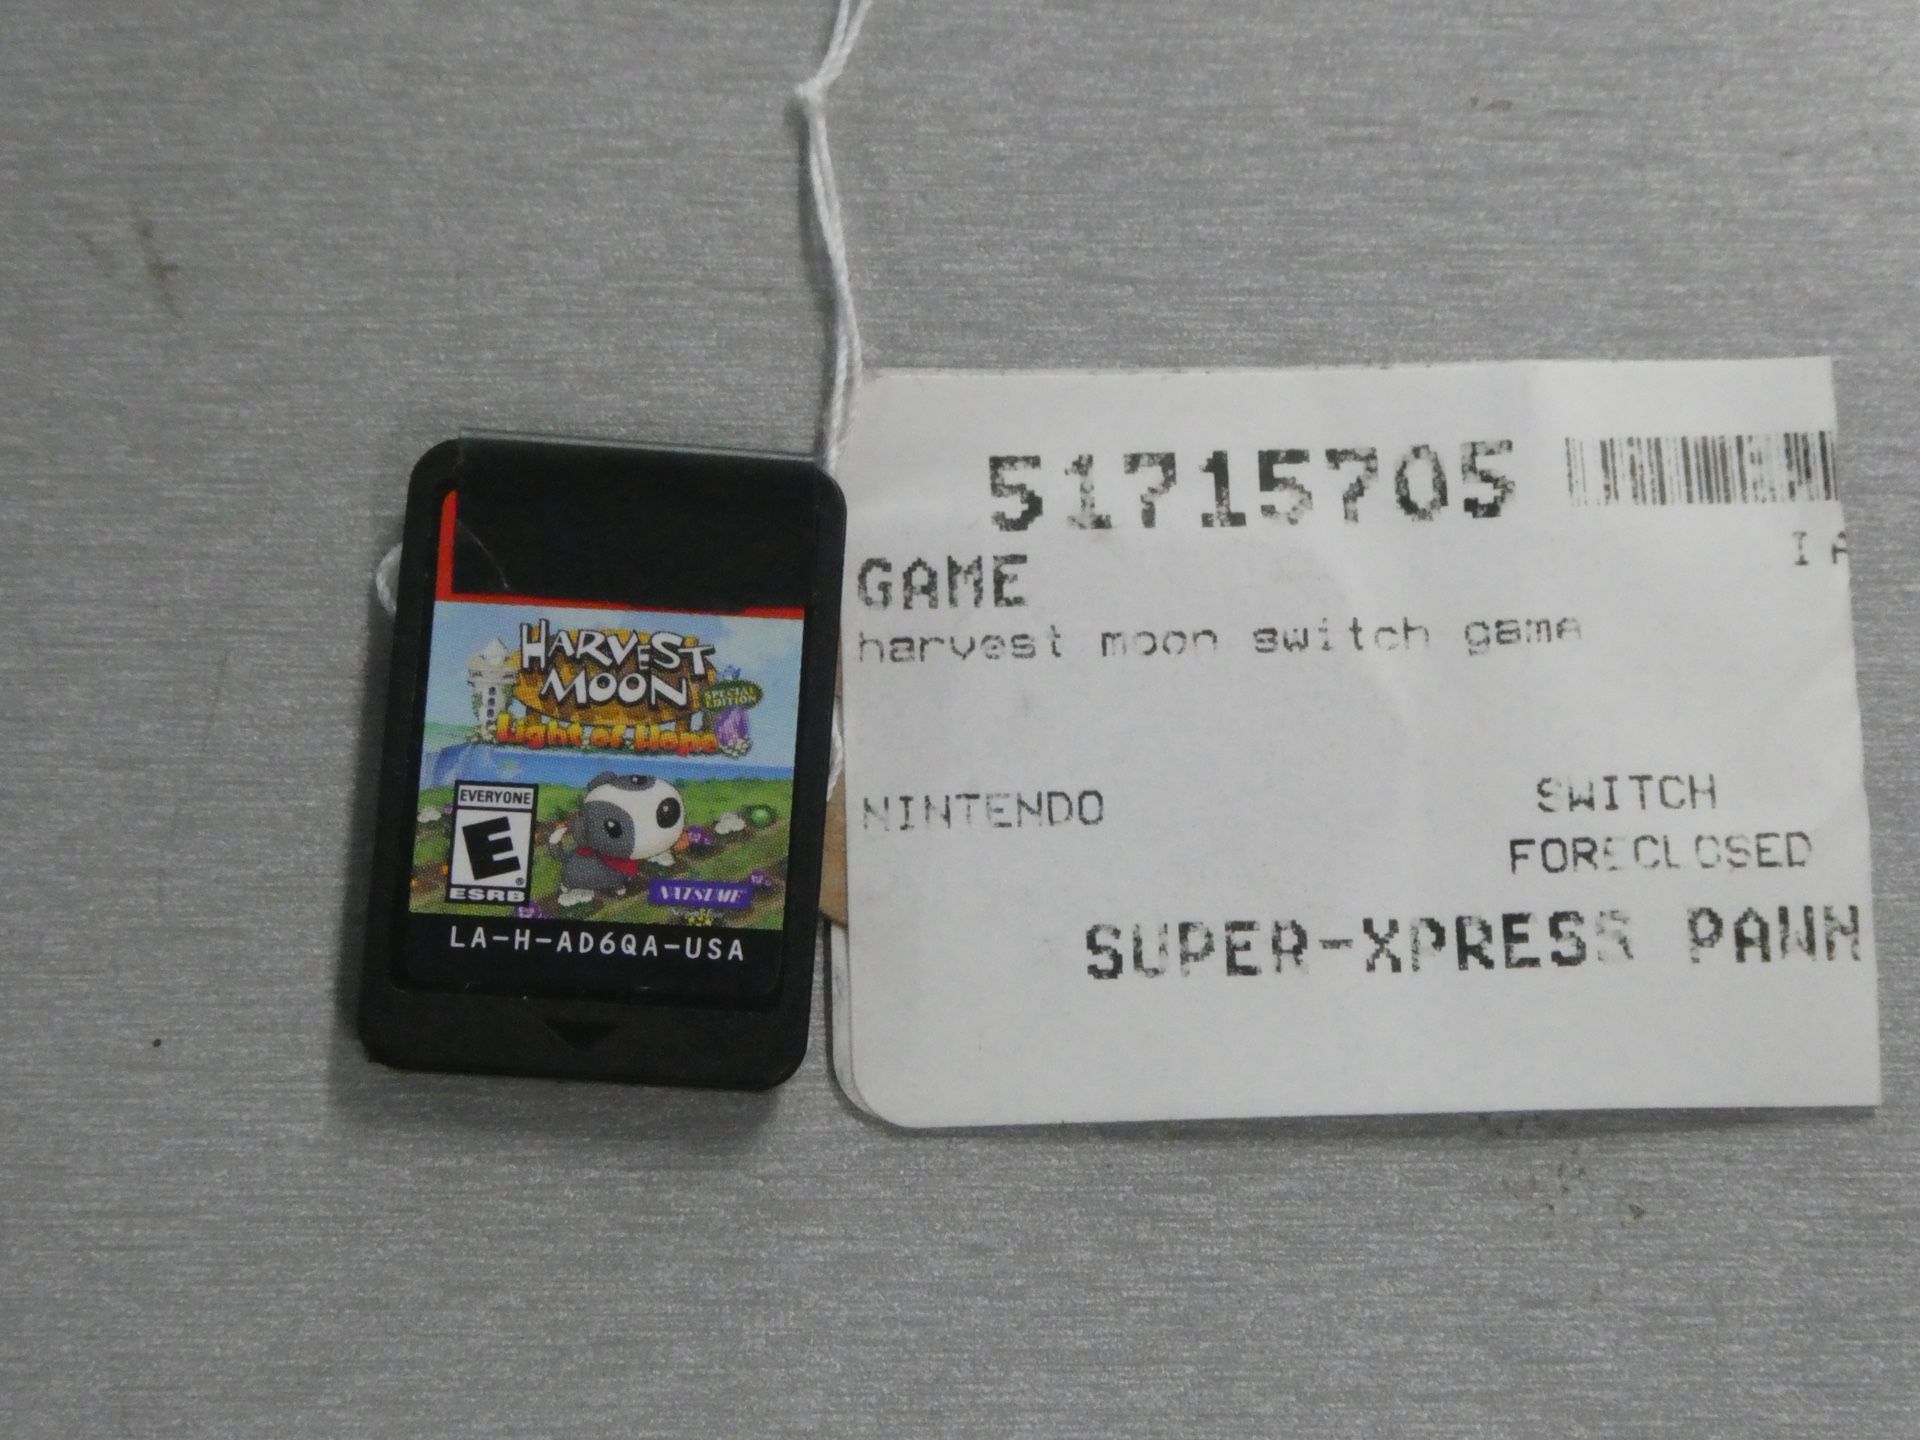 HARVEST
MOON
SPECIAL
EDITION
Light of Hope
EVERYONE
E
ESRB
NATSUME
LA-H-AD6QA-USA
51715705
GAME
harvest moon switch game
NINTENDO SWITCH
FORECLOSED
SUPER-XPRESS PAWN